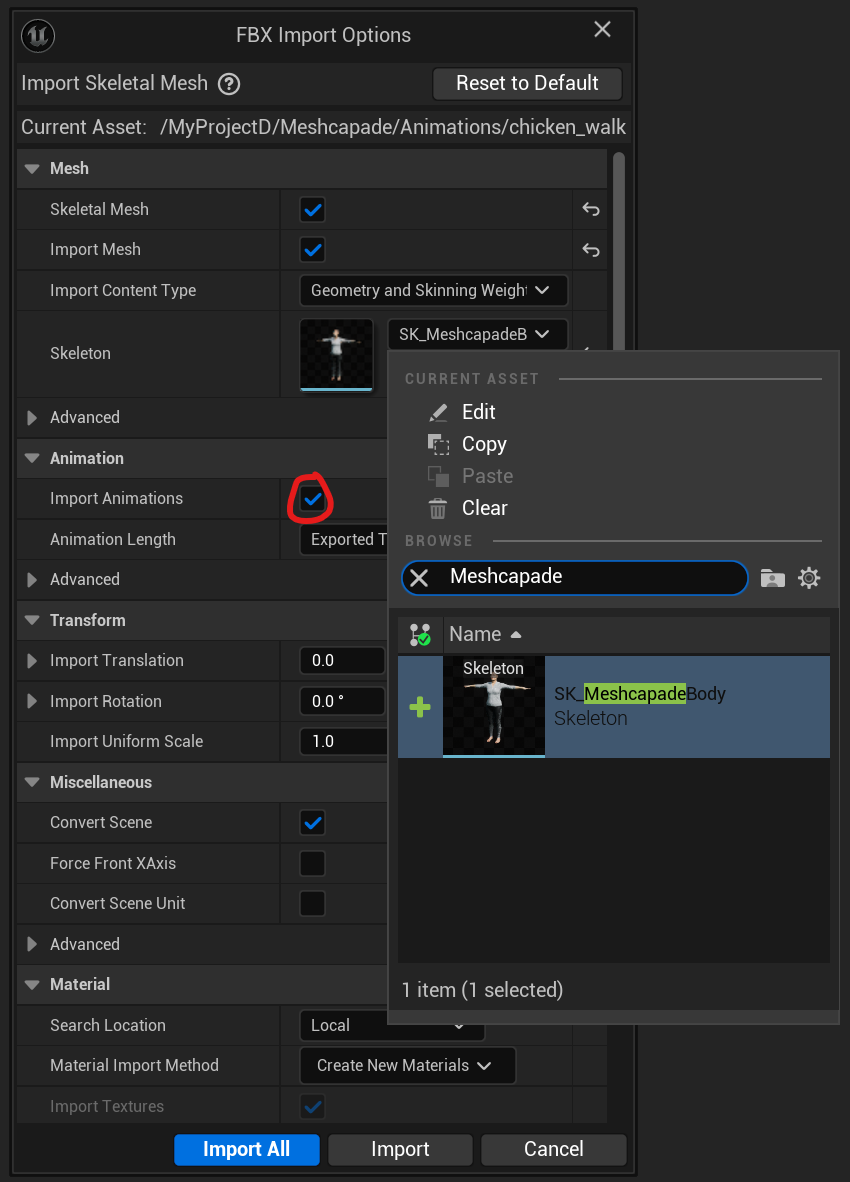 FBX Import Options
Import Skeletal Mesh
Reset to Default
Current Asset: /MyProjectD/Meshcapade/Animations/chicken_walk
Mesh
Skeletal Mesh
Import Mesh
Import Content Type
Geometry and Skinning Weight
Skeleton
SK_MeshcapadeB
Advanced
Animation
Import Animations
Animation Length
Exported T
Advanced
Transform
Import Translation
0.0
Import Rotation
0.0 °
Import Uniform Scale
1.0
Miscellaneous
Convert Scene
Force Front XAxis
Convert Scene Unit
Advanced
Material
Search Location
Local
Material Import Method
Create New Materials
Import Textures
Import All
Import
Cancel
CURRENT ASSET
Edit
Copy
Paste
Clear
BROWSE
Meshcapade
Name
Skeleton
SK_MeshcapadeBody
Skeleton
1 item (1 selected)